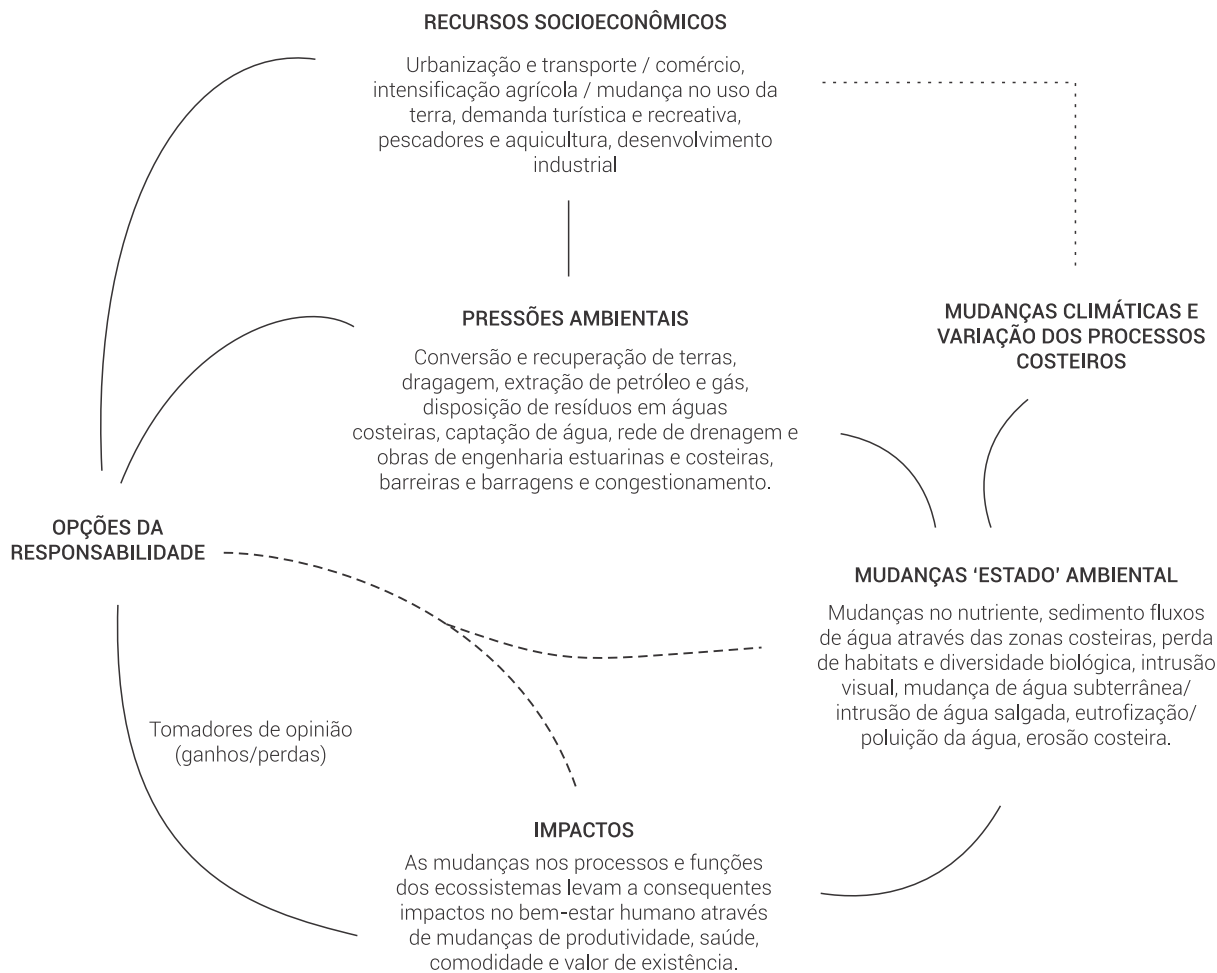 RECURSOS SOCIOECONÔMICOS
Urbanização e transporte / comércio,
intensificação agrícola / mudança no uso da
terra, demanda turística e recreativa,
pescadores e aquicultura, desenvolvimento
industrial
PRESSÕES AMBIENTAIS
Conversão e recuperação de terras,
dragagem, extração de petróleo e gás,
disposição de resíduos em águas
costeiras, captação de água, rede de drenagem e
obras de engenharia estuarinas e costeiras,
barreiras e barragens e congestionamento.
MUDANÇAS CLIMÁTICAS E
VARIAÇÃO DOS PROCESSOS
COSTEIROS
OPÇÕES DA
RESPONSABILIDADE
MUDANÇAS ‘ESTADO’ AMBIENTAL
Mudanças no nutriente, sedimento fluxos
de água através das zonas costeiras, perda
de habitats e diversidade biológica, intrusão
visual, mudança de água subterrânea/
intrusão de água salgada, eutrofização/
poluição da água, erosão costeira.
Tomadores de opinião
(ganhos/perdas)
IMPACTOS
As mudanças nos processos e funções
dos ecossistemas levam a consequentes
impactos no bem-estar humano através
de mudanças de produtividade, saúde,
comodidade e valor de existência.